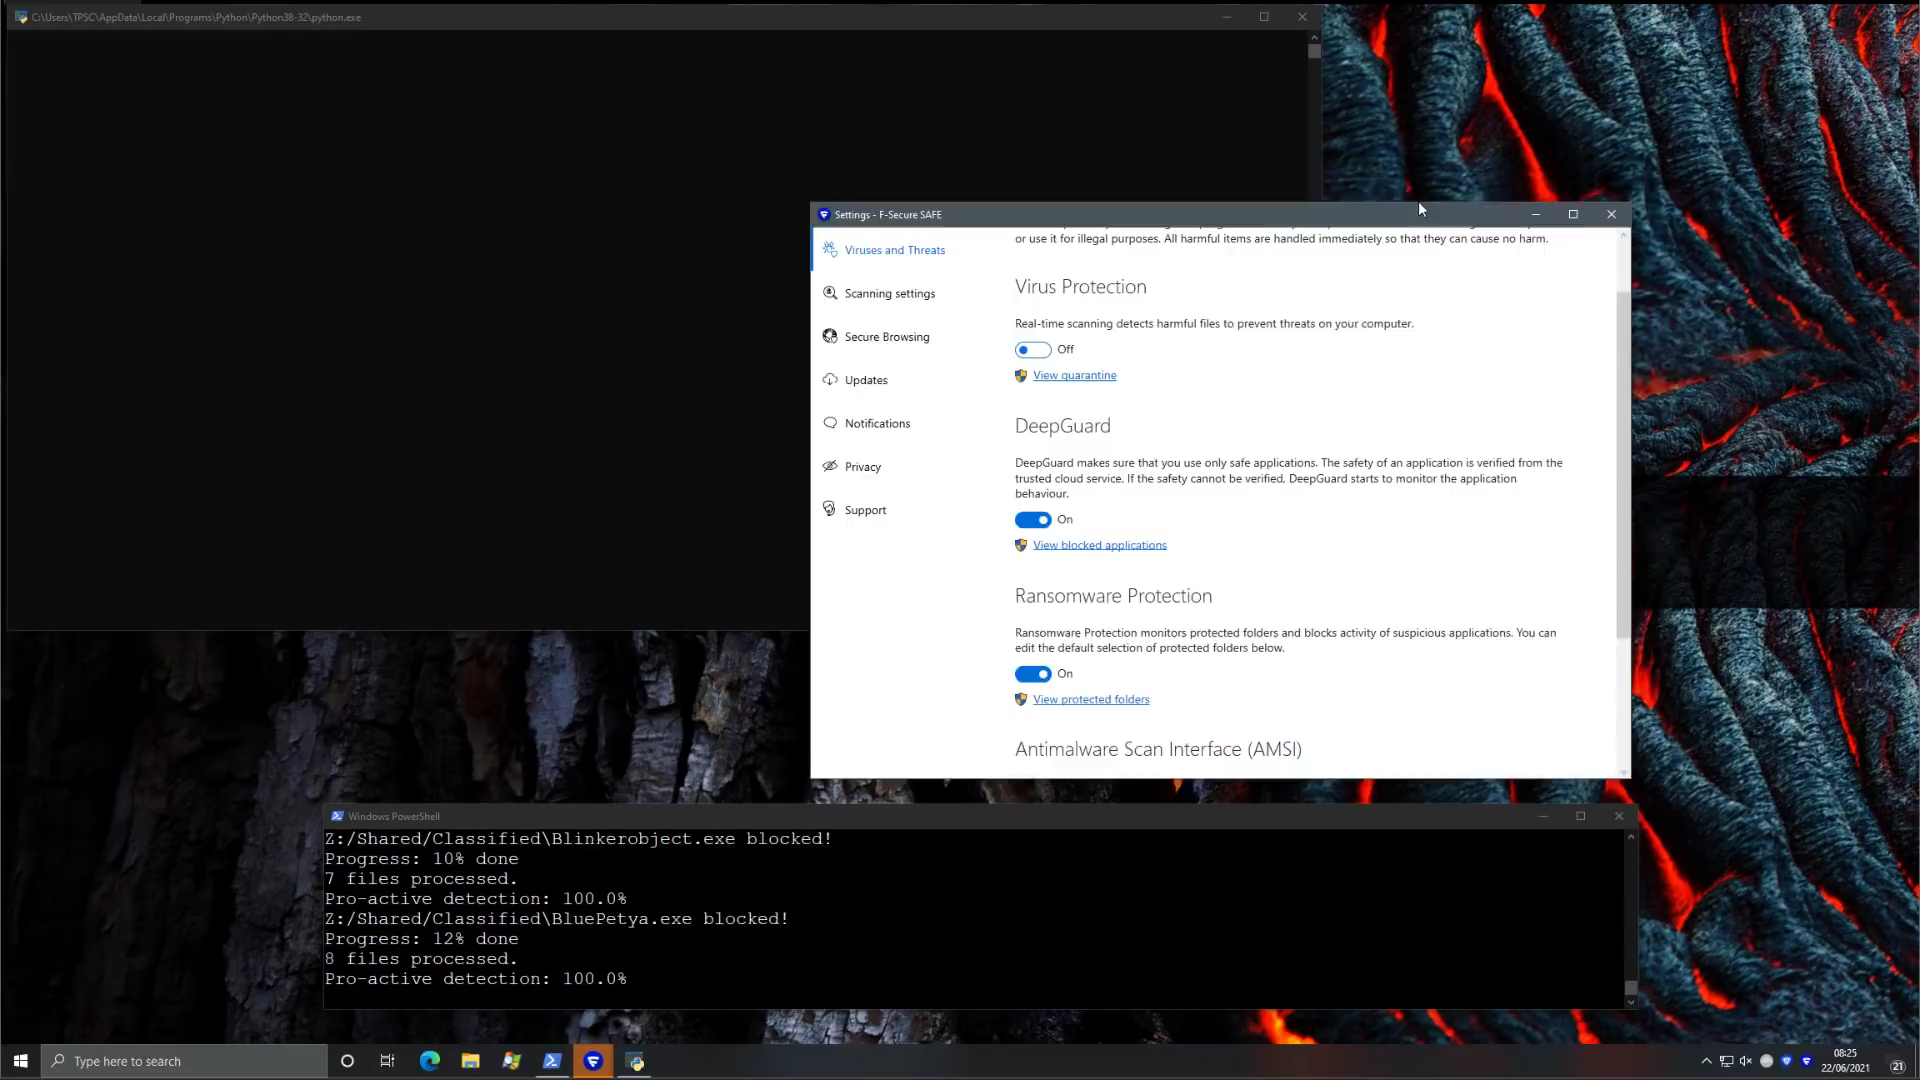 C:\Users\TPSC\AppData\Local\Programs\Python\Python38-32\python.exe
Settings - F-Secure SAFE
or use it for illegal purposes. All harmful items are handled immediately so that they can cause no harm.
Viruses and Threats
Scanning settings
Secure Browsing
Updates
Notifications
Privacy
Support
Virus Protection
Real-time scanning detects harmful files to prevent threats on your computer.
Off
View quarantine
DeepGuard
DeepGuard makes sure that you use only safe applications. The safety of an application is verified from the
trusted cloud service. If the safety cannot be verified, DeepGuard starts to monitor the application
behaviour.
On
View blocked applications
Ransomware Protection
Ransomware Protection monitors protected folders and blocks activity of suspicious applications. You can
edit the default selection of protected folders below.
On
View protected folders
Antimalware Scan Interface (AMSI)
Windows PowerShell
Z:/Shared/Classified\Blinkerobject.exe blocked!
Progress: 10% done
7 files processed.
Pro-active detection: 100.0%
Z:/Shared/Classified\BluePetya.exe blocked!
Progress: 12% done
8 files processed.
Pro-active detection: 100.0%
Type here to search
08:25
22/06/2021
21